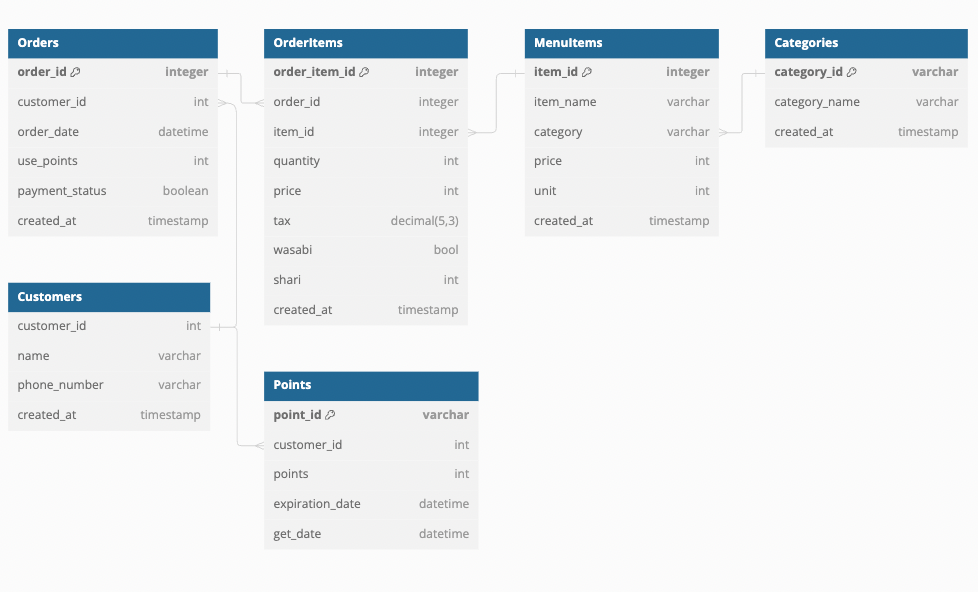 Orders
order_id integer
customer_id int
order_date datetime
use_points int
payment_status boolean
created_at timestamp
OrderItems
order_item_id integer
order_id integer
item_id integer
quantity int
price int
tax decimal(5,3)
wasabi bool
shari int
created_at timestamp
MenuItems
item_id integer
item_name varchar
category varchar
price int
unit int
created_at timestamp
Categories
category_id varchar
category_name varchar
created_at timestamp
Customers
customer_id int
name varchar
phone_number varchar
created_at timestamp
Points
point_id varchar
customer_id int
points int
expiration_date datetime
get_date datetime